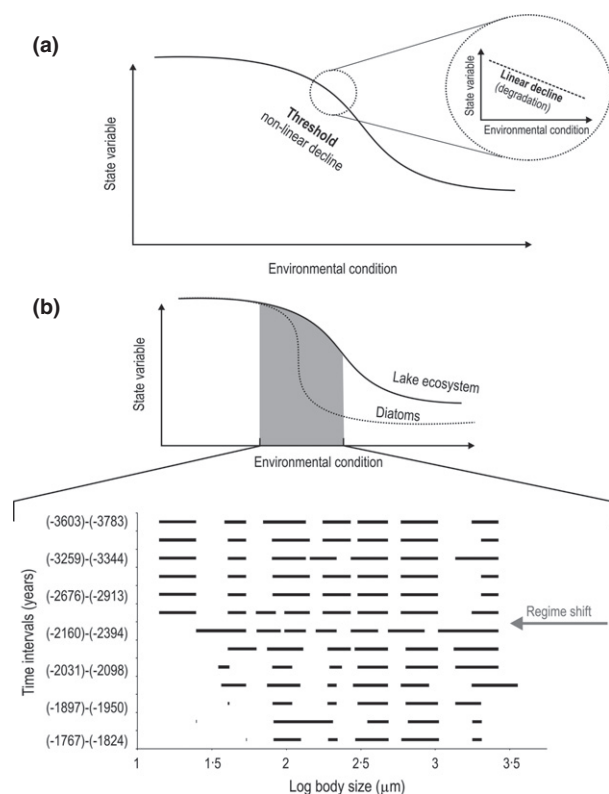 (a)
State variable
Threshold
non-linear decline
State variable
Linear decline
(degradation)
Environmental condition
Environmental condition
(b)
State variable
Lake ecosystem
Diatoms
Environmental condition
Time intervals (years)
(-3603)-(-3783)
(-3259)-(-3344)
(-2676)-(-2913)
(-2160)-(-2394)
(-2031)-(-2098)
(-1897)-(-1950)
(-1767)-(-1824)
Regime shift
1 1·5 2 2·5 3 3·5
Log body size (μm)